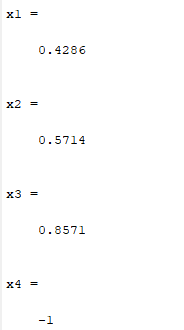 x1 =
0.4286
x2 =
0.5714
x3 =
0.8571
x4 =
-1